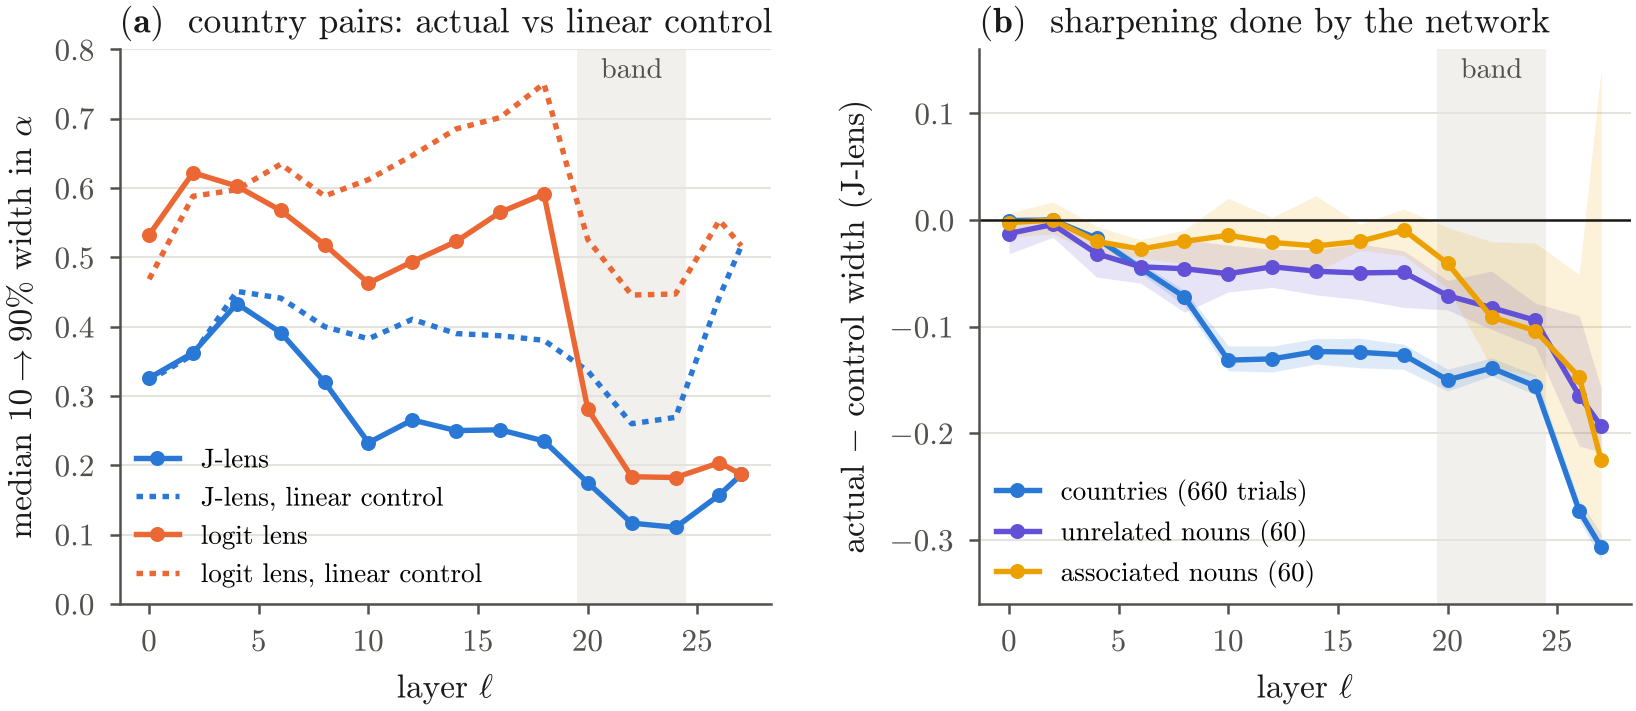 (a) country pairs: actual vs linear control
median 10→90% width in α
0.8
0.7
0.6
0.5
0.4
0.3
0.2
0.1
0.0
band
J-lens
J-lens, linear control
logit lens
logit lens, linear control
0 5 10 15 20 25
layer ℓ
(b) sharpening done by the network
actual − control width (J-lens)
0.1
0.0
−0.1
−0.2
−0.3
band
countries (660 trials)
unrelated nouns (60)
associated nouns (60)
0 5 10 15 20 25
layer ℓ